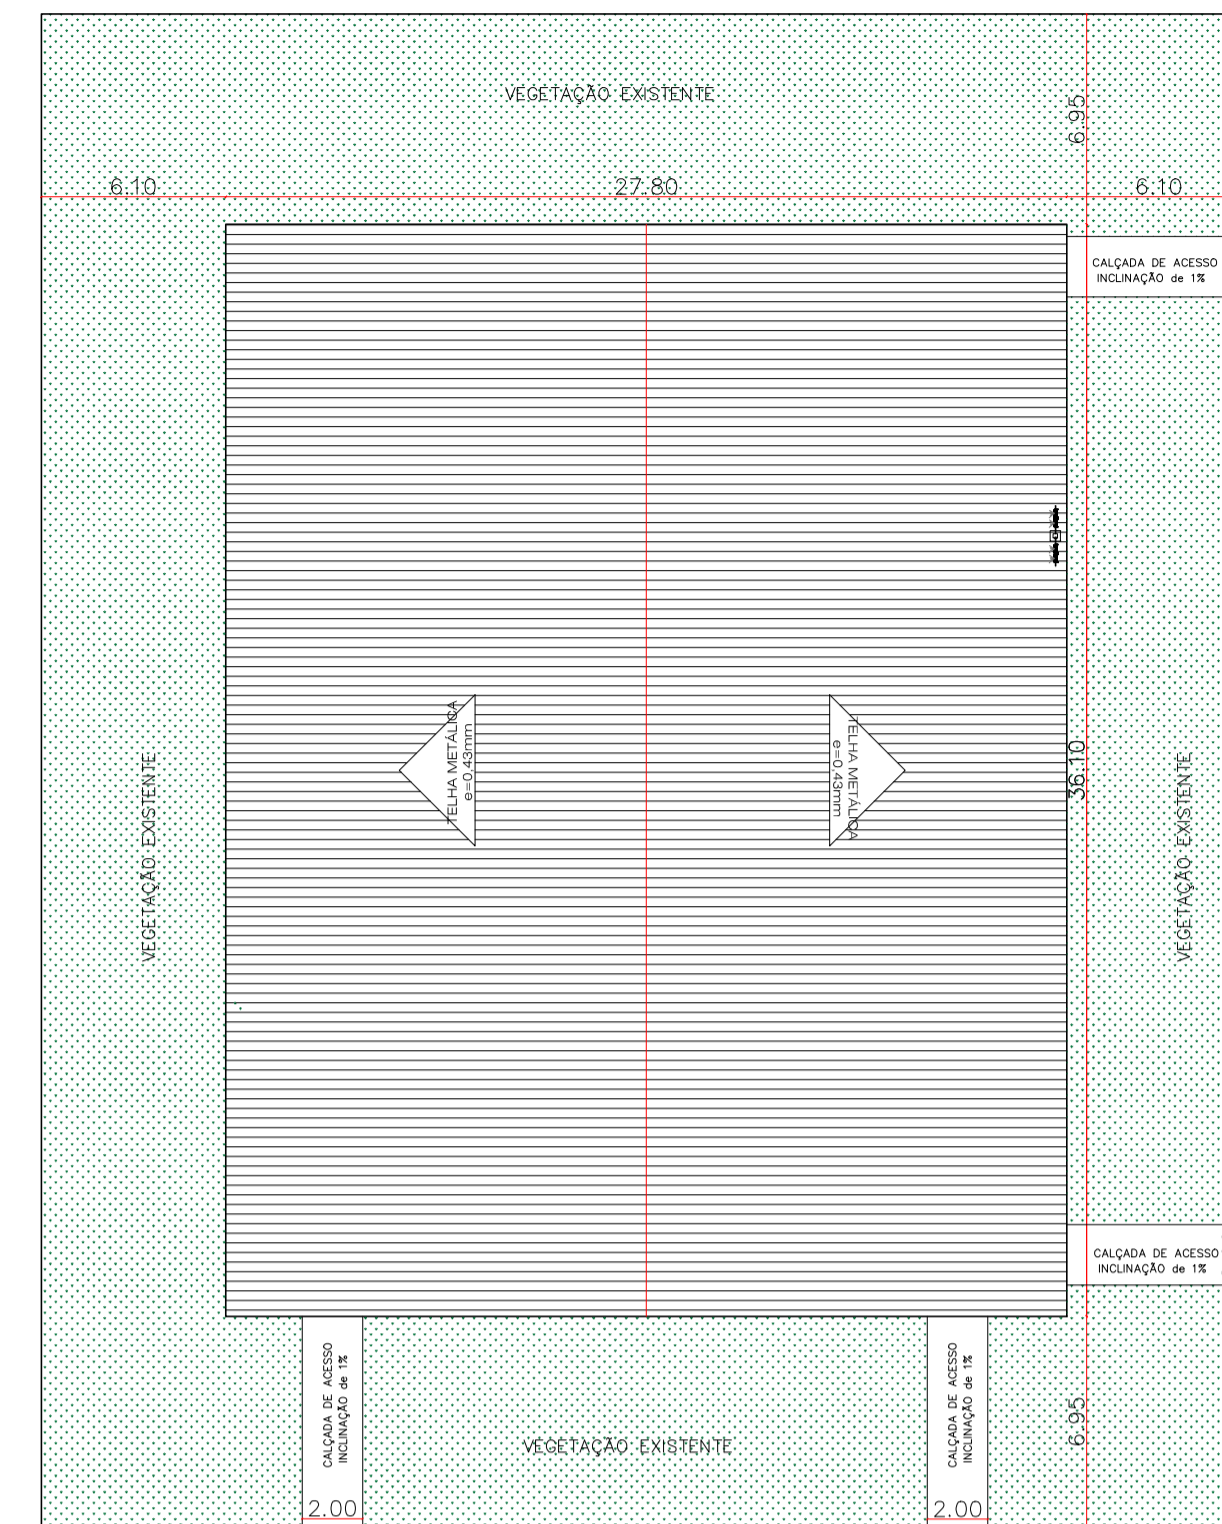 VEGETAÇÃO EXISTENTE
6.95
6.10
27.80
6.10
CALÇADA DE ACESSO
INCLINAÇÃO de 1%
TELHA METÁLICA
e=0,43mm
TELHA METÁLICA
e=0,43mm
36.10
VEGETAÇÃO EXISTENTE
VEGETAÇÃO EXISTENTE
CALÇADA DE ACESSO
INCLINAÇÃO de 1%
CALÇADA DE ACESSO
INCLINAÇÃO de 1%
CALÇADA DE ACESSO
INCLINAÇÃO de 1%
6.95
VEGETAÇÃO EXISTENTE
2.00
2.00